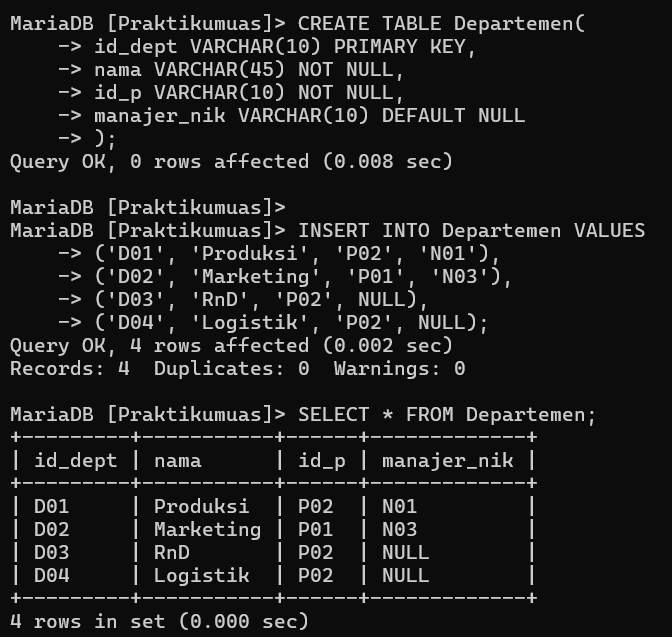 MariaDB [Praktikumuas]> CREATE TABLE Departemen(
    -> id_dept VARCHAR(10) PRIMARY KEY,
    -> nama VARCHAR(45) NOT NULL,
    -> id_p VARCHAR(10) NOT NULL,
    -> manajer_nik VARCHAR(10) DEFAULT NULL
    -> );
Query OK, 0 rows affected (0.008 sec)

MariaDB [Praktikumuas]>
MariaDB [Praktikumuas]> INSERT INTO Departemen VALUES
    -> ('D01', 'Produksi', 'P02', 'N01'),
    -> ('D02', 'Marketing', 'P01', 'N03'),
    -> ('D03', 'RnD', 'P02', NULL),
    -> ('D04', 'Logistik', 'P02', NULL);
Query OK, 4 rows affected (0.002 sec)
Records: 4  Duplicates: 0  Warnings: 0

MariaDB [Praktikumuas]> SELECT * FROM Departemen;
+---------+-----------+------+-------------+
| id_dept | nama      | id_p | manajer_nik |
+---------+-----------+------+-------------+
| D01     | Produksi  | P02  | N01         |
| D02     | Marketing | P01  | N03         |
| D03     | RnD       | P02  | NULL        |
| D04     | Logistik  | P02  | NULL        |
+---------+-----------+------+-------------+
4 rows in set (0.000 sec)